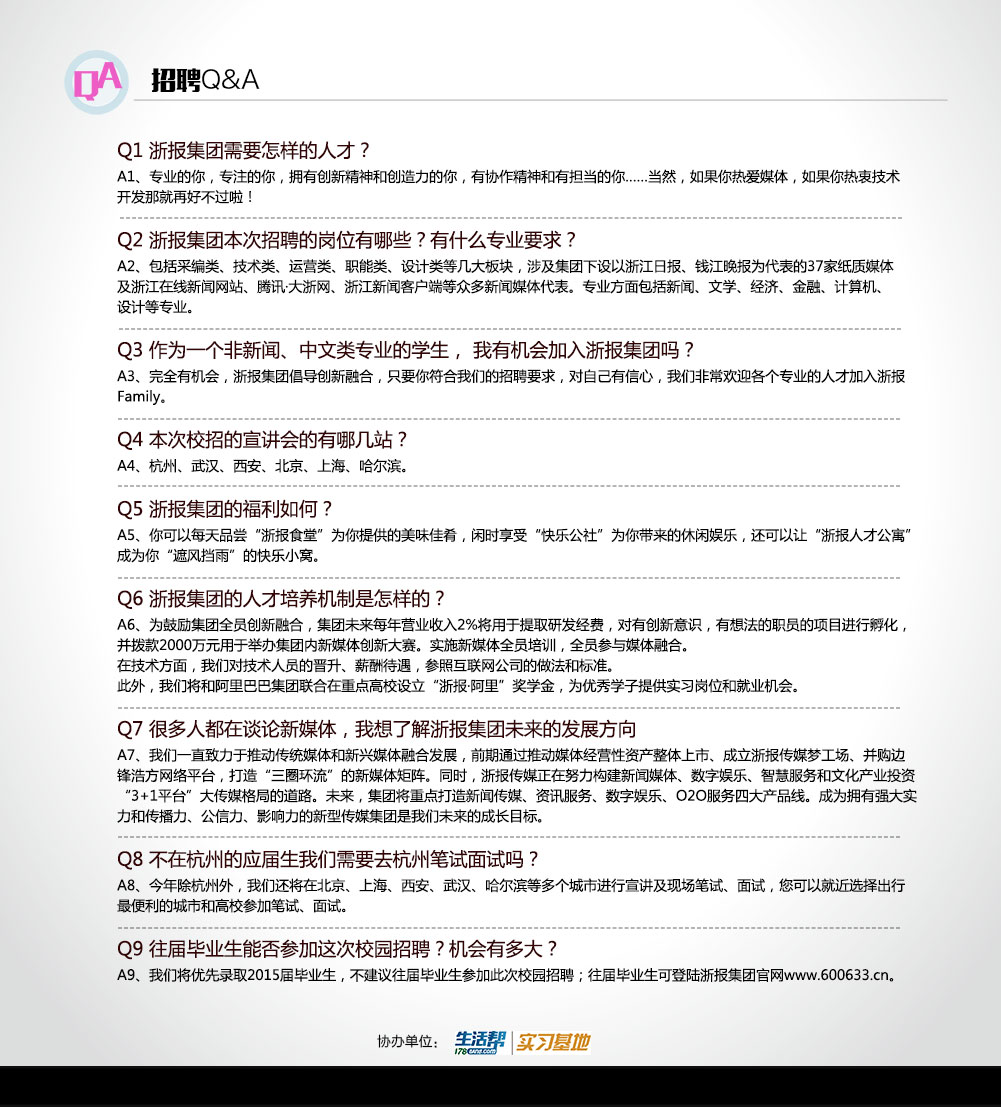 QA 招聘Q&A
Q1 浙报集团需要怎样的人才？
A1、专业的你，专注的你，拥有创新精神和创造力的你，有协作精神和有担当的你......当然，如果你热爱媒体，如果你热衷技术
开发那就再好不过啦！
Q2 浙报集团本次招聘的岗位有哪些？有什么专业要求？
A2、包括采编类、技术类、运营类、职能类、设计类等几大板块，涉及集团下设以浙江日报、钱江晚报为代表的37家纸质媒体
及浙江在线新闻网站、腾讯·大浙网、浙江新闻客户端等众多新闻媒体代表。专业方面包括新闻、文学、经济、金融、计算机、
设计等专业。
Q3 作为一个非新闻、中文类专业的学生， 我有机会加入浙报集团吗？
A3、完全有机会，浙报集团倡导创新融合，只要你符合我们的招聘要求，对自己有信心，我们非常欢迎各个专业的人才加入浙报
Family。
Q4 本次校招的宣讲会的有哪几站？
A4、杭州、武汉、西安、北京、上海、哈尔滨。
Q5 浙报集团的福利如何？
A5、你可以每天品尝“浙报食堂”为你提供的美味佳肴，闲时享受“快乐公社”为你带来的休闲娱乐，还可以让“浙报人才公寓”
成为你“遮风挡雨”的快乐小窝。
Q6 浙报集团的人才培养机制是怎样的？
A6、为鼓励集团全员创新融合，集团未来每年营业收入2%将用于提取研发经费，对有创新意识，有想法的职员的项目进行孵化，
并拨款2000万元用于举办集团内新媒体创新大赛。实施新媒体全员培训，全员参与媒体融合。
在技术方面，我们对技术人员的晋升、薪酬待遇，参照互联网公司的做法和标准。
此外，我们将和阿里巴巴集团联合在重点高校设立“浙报·阿里”奖学金，为优秀学子提供实习岗位和就业机会。
Q7 很多人都在谈论新媒体，我想了解浙报集团未来的发展方向
A7、我们一直致力于推动传统媒体和新兴媒体融合发展，前期通过推动媒体经营性资产整体上市、成立浙报传媒梦工场、并购边
锋浩方网络平台，打造“三圈环流”的新媒体矩阵。同时，浙报传媒正在努力构建新闻媒体、数字娱乐、智慧服务和文化产业投资
“3+1平台”大传媒格局的道路。未来，集团将重点打造新闻传媒、资讯服务、数字娱乐、O2O服务四大产品线。成为拥有强大实
力和传播力、公信力、影响力的新型传媒集团是我们未来的成长目标。
Q8 不在杭州的应届生我们需要去杭州笔试面试吗？
A8、今年除杭州外，我们还将在北京、上海、西安、武汉、哈尔滨等多个城市进行宣讲及现场笔试、面试，您可以就近选择出行
最便利的城市和高校参加笔试、面试。
Q9 往届毕业生能否参加这次校园招聘？机会有多大？
A9、我们将优先录取2015届毕业生，不建议往届毕业生参加此次校园招聘；往届毕业生可登陆浙报集团官网www.600633.cn。
协办单位： 生活帮 178BANG.COM 实习基地